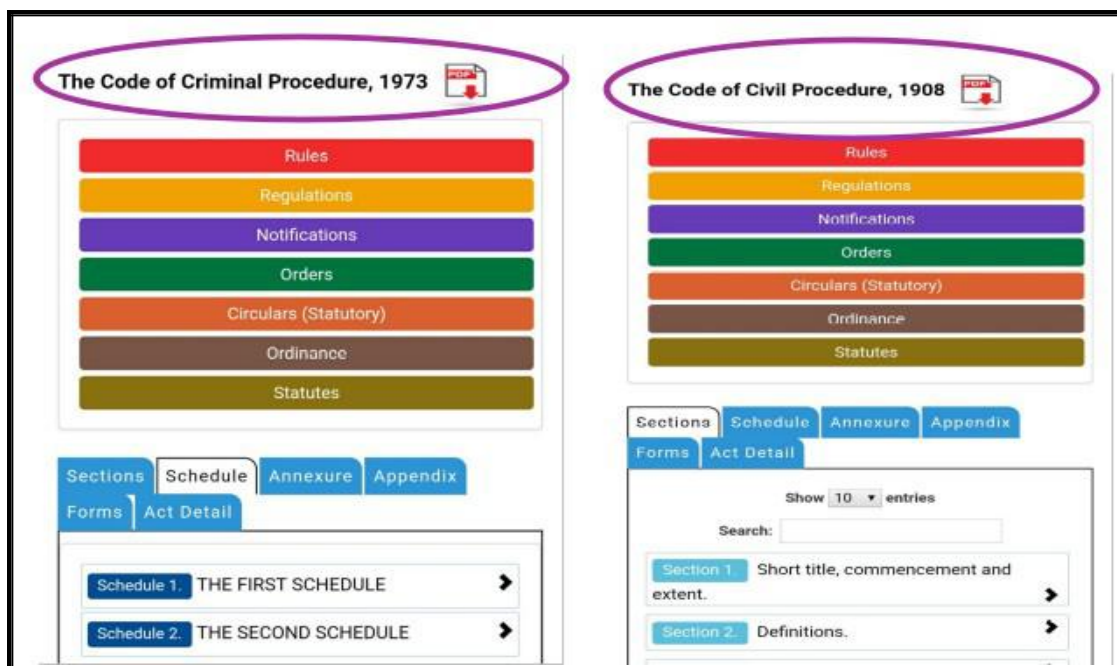 The Code of Criminal Procedure, 1973
PDF
Rules
Regulations
Notifications
Orders
Circulars (Statutory)
Ordinance
Statutes
Sections Schedule Annexure Appendix
Forms Act Detail
Schedule 1. THE FIRST SCHEDULE
Schedule 2. THE SECOND SCHEDULE
The Code of Civil Procedure, 1908
PDF
Rules
Regulations
Notifications
Orders
Circulars (Statutory)
Ordinance
Statutes
Sections Schedule Annexure Appendix
Forms Act Detail
Show 10 entries
Search:
Section 1. Short title, commencement and
extent.
Section 2. Definitions.